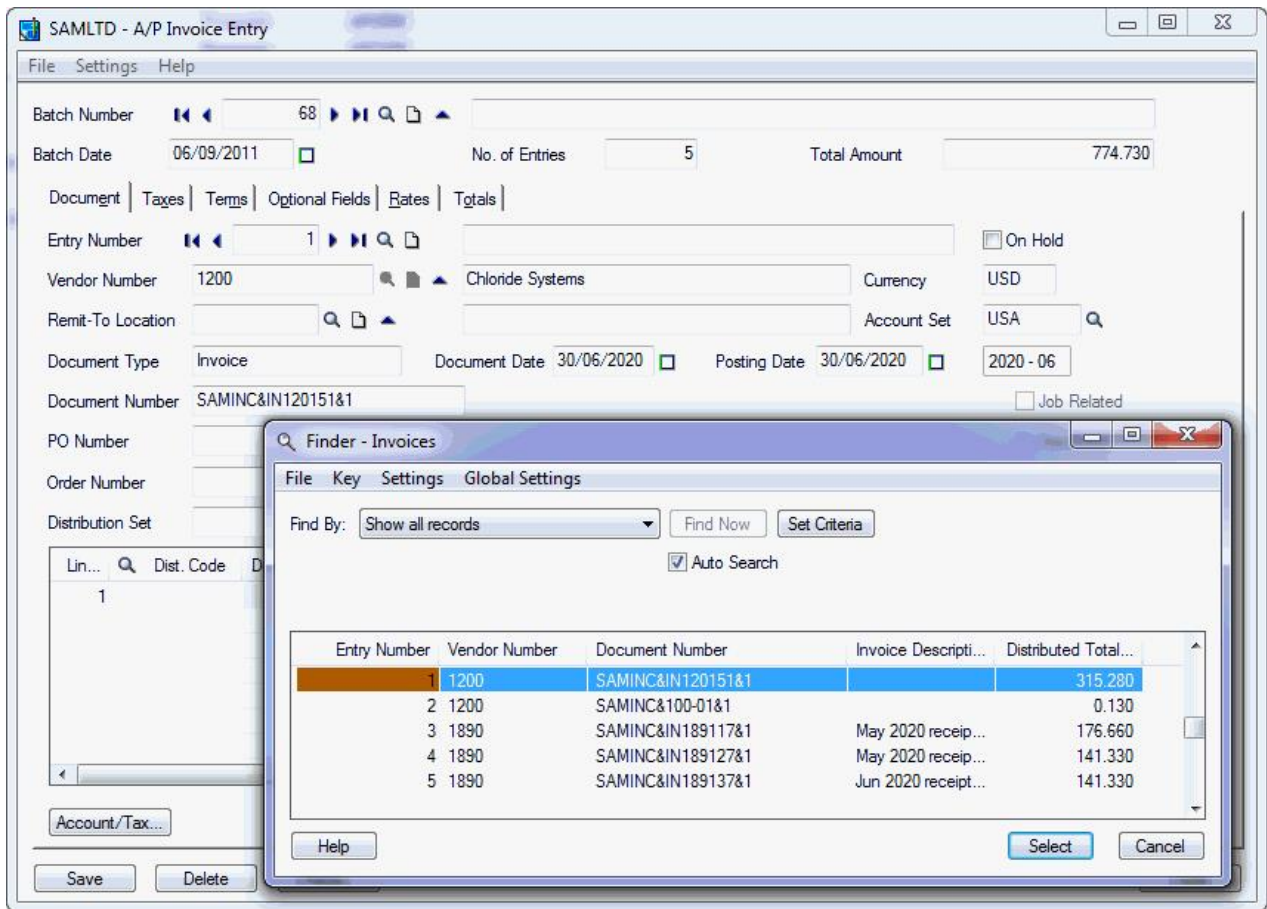 SAMLTD - A/P Invoice Entry
File Settings Help
Batch Number 68
Batch Date 06/09/2011 No. of Entries 5 Total Amount 774.730
Document Taxes Terms Optional Fields Rates Totals
Entry Number 1 On Hold
Vendor Number 1200 Chloride Systems Currency USD
Remit-To Location Account Set USA
Document Type Invoice Document Date 30/06/2020 Posting Date 30/06/2020 2020 - 06
Document Number SAMINC&IN120151&1 Job Related
PO Number
Order Number
Distribution Set
Lin... Dist. Code D
1
Account/Tax...
Save Delete
Finder - Invoices
File Key Settings Global Settings
Find By: Show all records Find Now Set Criteria
Auto Search
Entry Number Vendor Number Document Number Invoice Descripti... Distributed Total...
1 1200 SAMINC&IN120151&1 315.280
2 1200 SAMINC&100-01&1 0.130
3 1890 SAMINC&IN189117&1 May 2020 receip... 176.660
4 1890 SAMINC&IN189127&1 May 2020 receip... 141.330
5 1890 SAMINC&IN189137&1 Jun 2020 receipt... 141.330
Help Select Cancel